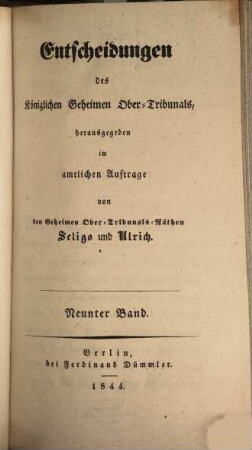 Entscheidungen
des
Königlichen Geheimen Ober-Tribunals,
herausgegeben
im
amtlichen Auftrage
von
den Geheimen Ober-Tribunals-Räthen
Seligo und Ulrich.
Neunter Band.
Berlin,
bei Ferdinand Dümmler.
1844.